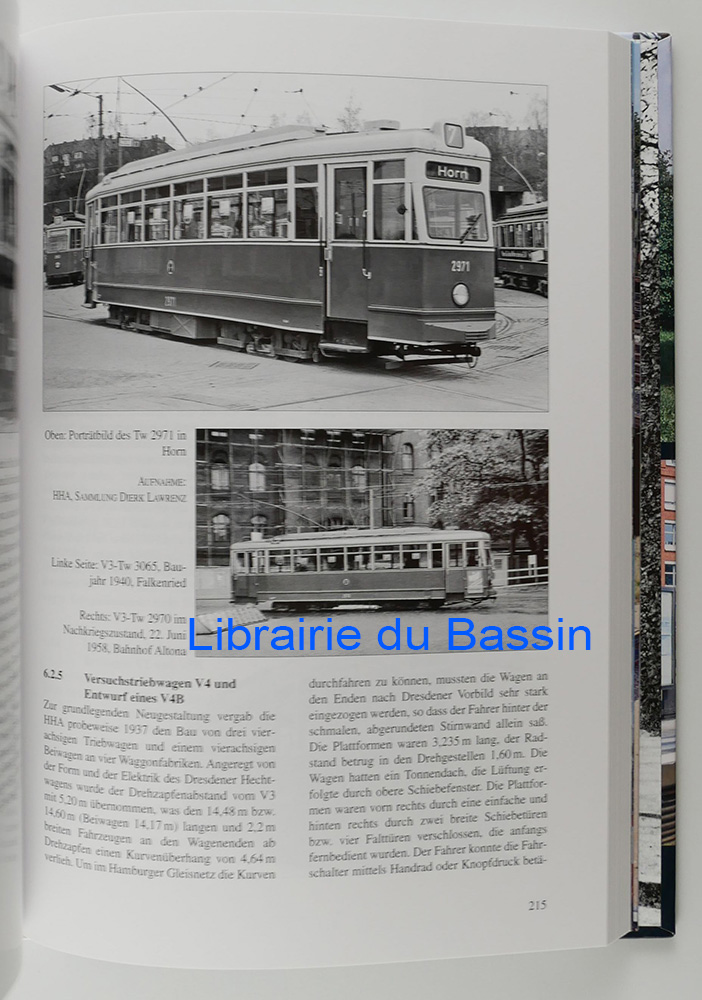 7
Horn
2971
2971
Oben: Porträtbild des Tw 2971 in
Horn
AUFNAHME:
HHA, SAMMLUNG DIERK LAWRENZ
Linke Seite: V3-Tw 3065, Bau-
jahr 1940, Falkenried
Rechts: V3-Tw 2970 im
Nachkriegszustand, 22. Juni
1958, Bahnhof Altona
Librairie du Bassin
6.2.5 Versuchstriebwagen V4 und
Entwurf eines V4B
Zur grundlegenden Neugestaltung vergab die
HHA probeweise 1937 den Bau von drei vier-
achsigen Triebwagen und einem vierachsigen
Beiwagen an vier Waggonfabriken. Angeregt von
der Form und der Elektrik des Dresdener Hecht-
wagens wurde der Drehzapfenabstand vom V3
mit 5,20 m übernommen, was den 14,48 m bzw.
14,60 m (Beiwagen 14,17 m) langen und 2,2 m
breiten Fahrzeugen an den Wagenenden ab
Drehzapfen einen Kurvenüberhang von 4,64 m
verlieh. Um im Hamburger Gleisnetz die Kurven
durchfahren zu können, mussten die Wagen an
den Enden nach Dresdener Vorbild sehr stark
eingezogen werden, so dass der Fahrer hinter der
schmalen, abgerundeten Stirnwand allein saß.
Die Plattformen waren 3,235 m lang, der Rad-
stand betrug in den Drehgestellen 1,60 m. Die
Wagen hatten ein Tonnendach, die Lüftung er-
folgte durch obere Schiebefenster. Die Plattfor-
men waren vorn rechts durch eine einfache und
hinten rechts durch zwei breite Schiebetüren
bzw. vier Falttüren verschlossen, die anfangs
fernbedient wurden. Der Fahrer konnte die Fahr-
schalter mittels Handrad oder Knopfdruck betä-
215